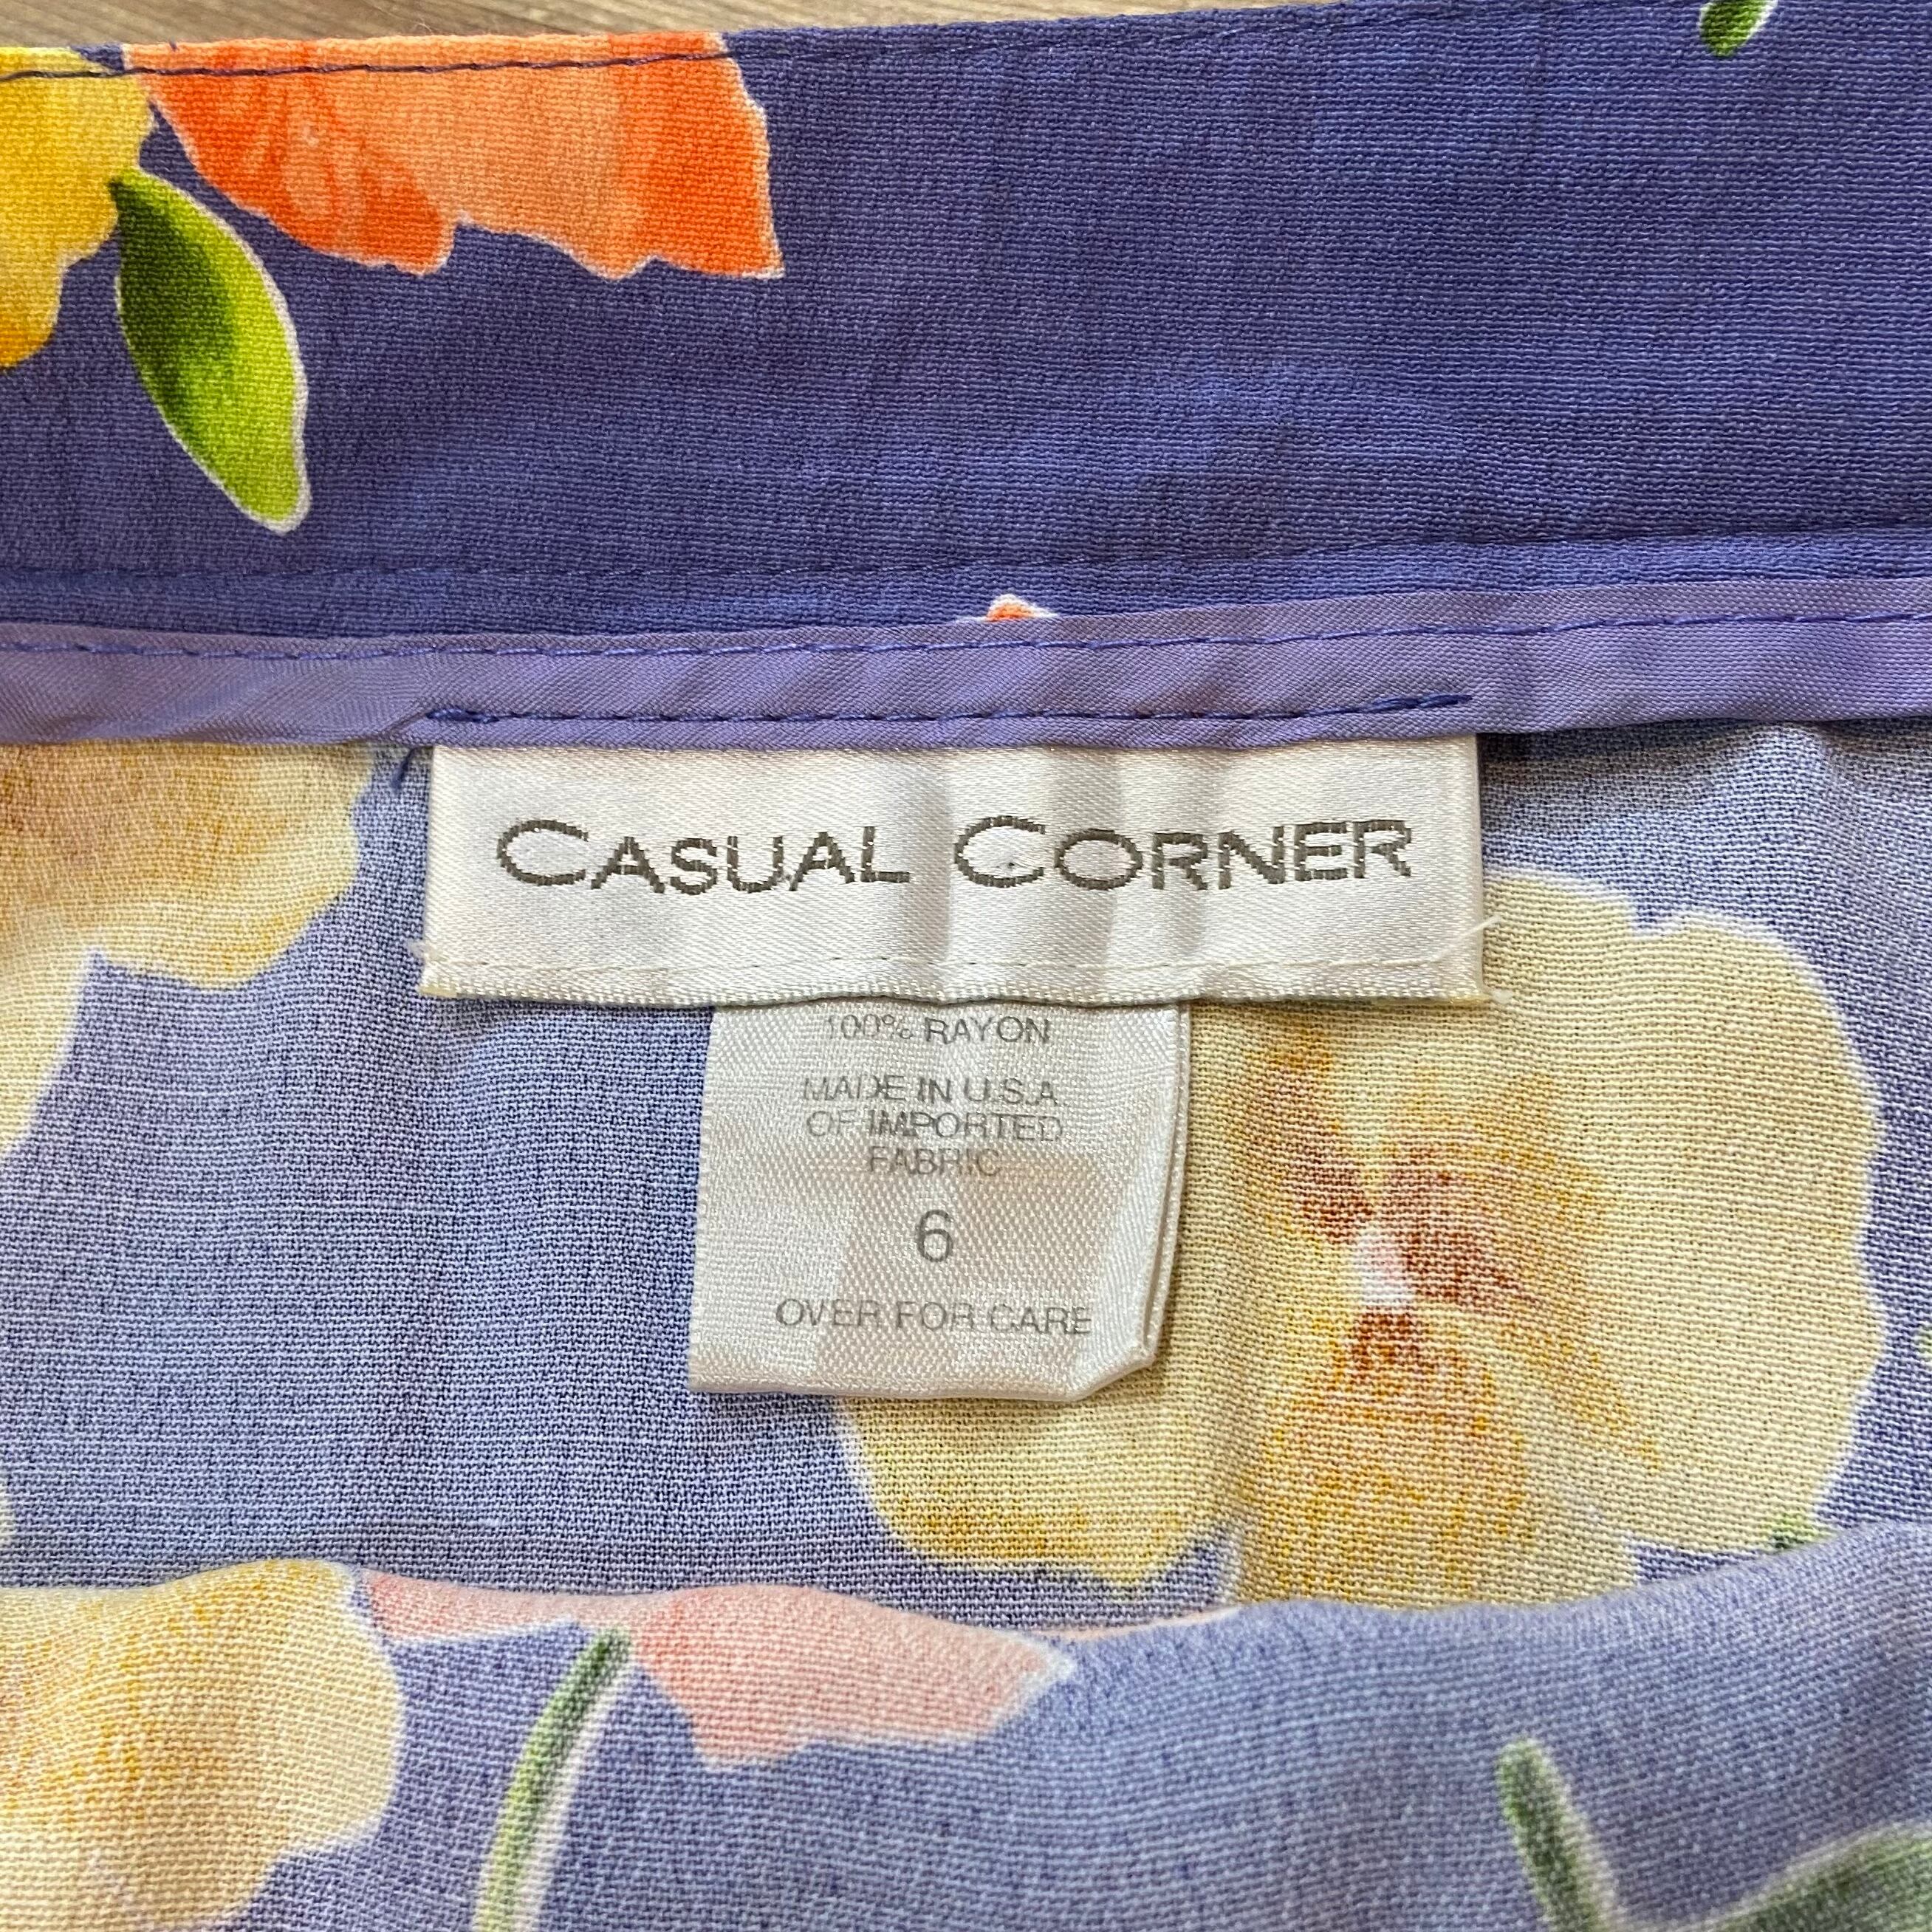 CASUAL CORNER
100% RAYON
MADE IN U.S.A.
OF IMPORTED
FABRIC
6
OVER FOR CARE